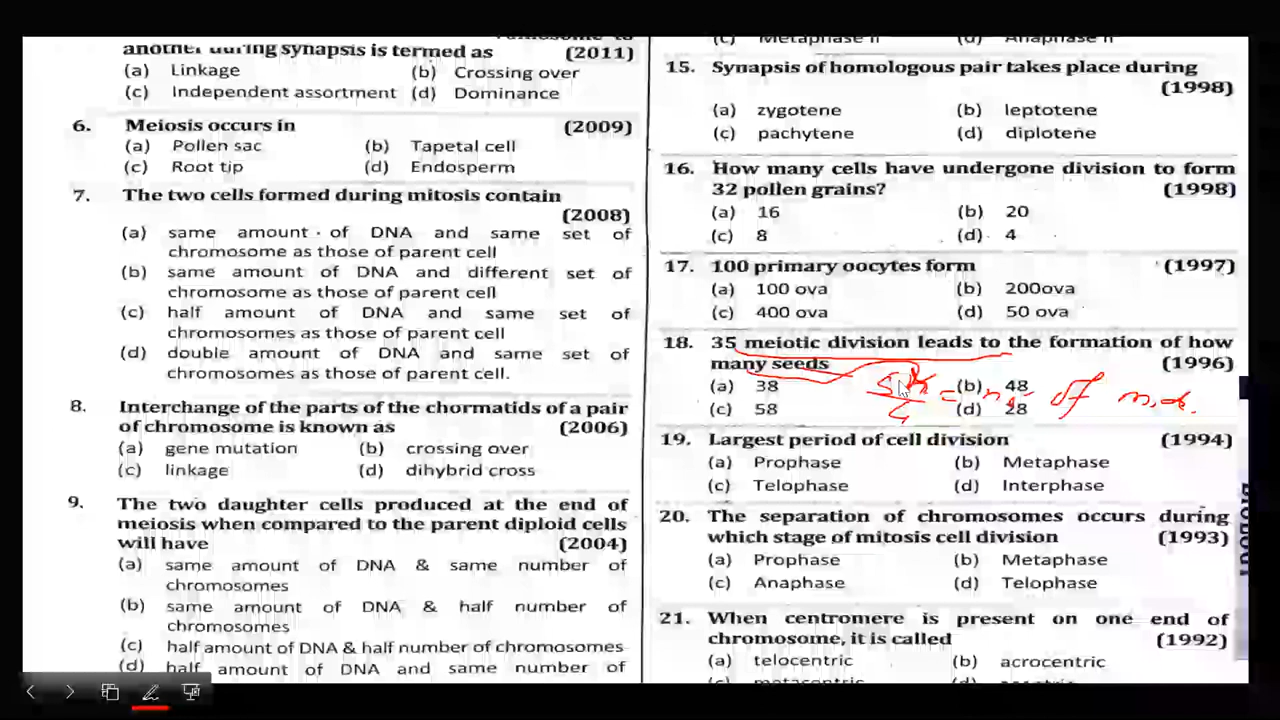 another during synapsis is termed as (2011)
(a) Linkage (b) Crossing over
(c) Independent assortment (d) Dominance
6. Meiosis occurs in (2009)
(a) Pollen sac (b) Tapetal cell
(c) Root tip (d) Endosperm
7. The two cells formed during mitosis contain
(2008)
(a) same amount of DNA and same set of
chromosome as those of parent cell
(b) same amount of DNA and different set of
chromosome as those of parent cell
(c) half amount of DNA and same set of
chromosomes as those of parent cell
(d) double amount of DNA and same set of
chromosomes as those of parent cell.
8. Interchange of the parts of the chormatids of a pair
of chromosome is known as (2006)
(a) gene mutation (b) crossing over
(c) linkage (d) dihybrid cross
9. The two daughter cells produced at the end of
meiosis when compared to the parent diploid cells
will have (2004)
(a) same amount of DNA & same number of
chromosomes
(b) same amount of DNA & half number of
chromosomes
(c) half amount of DNA & half number of chromosomes
(d) half amount of DNA and same number of
(c) Metaphase II (d) Anaphase II
15. Synapsis of homologous pair takes place during
(1998)
(a) zygotene (b) leptotene
(c) pachytene (d) diplotene
16. How many cells have undergone division to form
32 pollen grains? (1998)
(a) 16 (b) 20
(c) 8 (d) 4
17. 100 primary oocytes form (1997)
(a) 100 ova (b) 200ova
(c) 400 ova (d) 50 ova
18. 35 meiotic division leads to the formation of how
many seeds (1996)
(a) 38 (b) 48
(c) 58 (d) 28
= of
4
19. Largest period of cell division (1994)
(a) Prophase (b) Metaphase
(c) Telophase (d) Interphase
20. The separation of chromosomes occurs during
which stage of mitosis cell division (1993)
(a) Prophase (b) Metaphase
(c) Anaphase (d) Telophase
21. When centromere is present on one end of
chromosome, it is called (1992)
(a) telocentric (b) acrocentric
(c) metacentric (d)